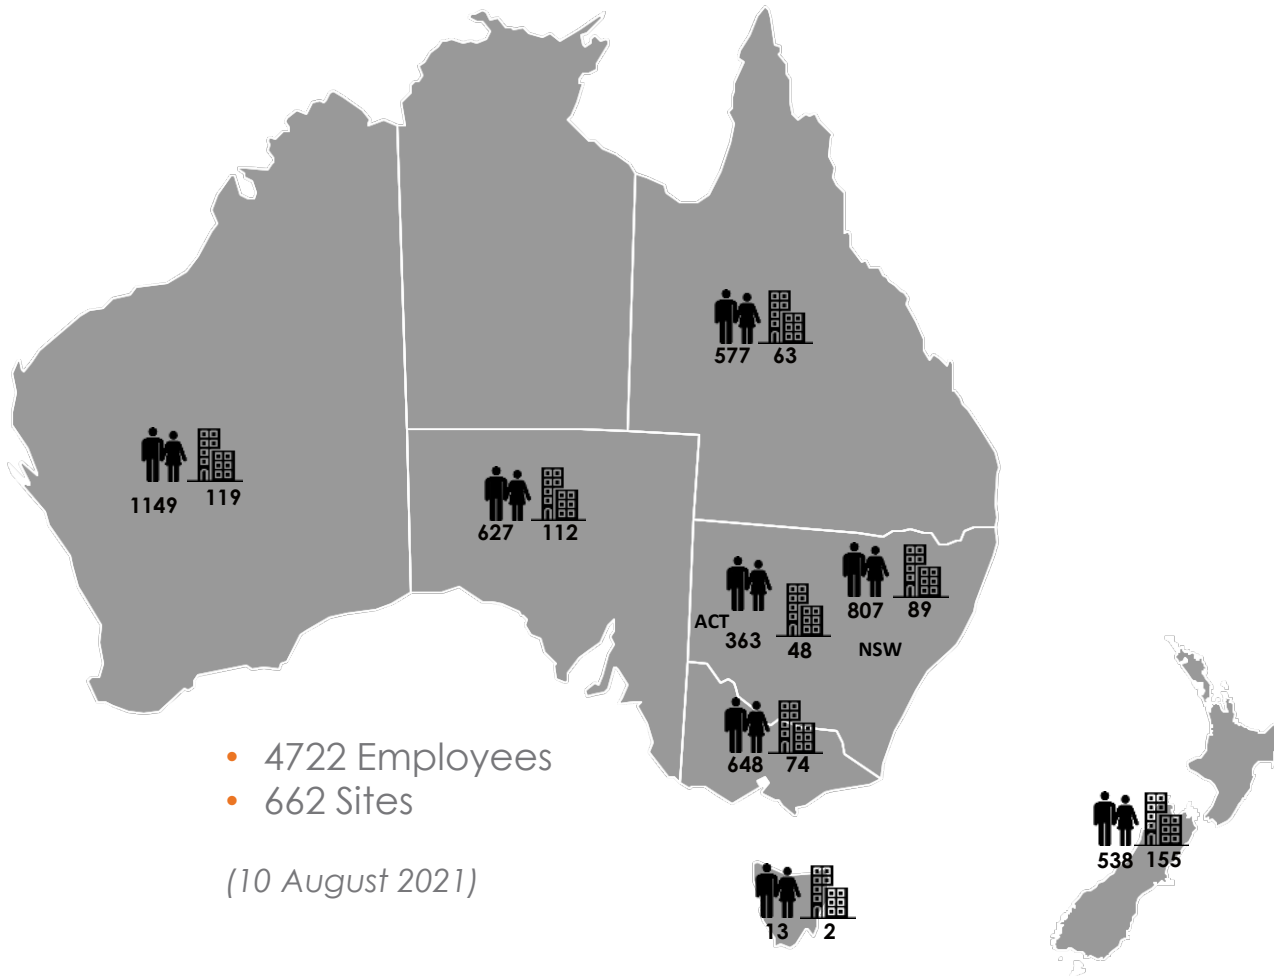 577 63
1149 119
627 112
807 89
ACT
363 48
NSW
648 74
• 4722 Employees
• 662 Sites
538 155
(10 August 2021)
13 2